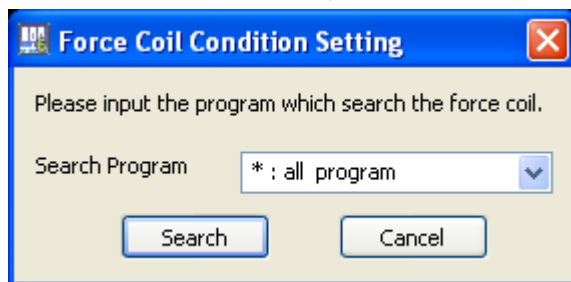 Force Coil Condition Setting
Please input the program which search the force coil.
Search Program * : all program
Search Cancel